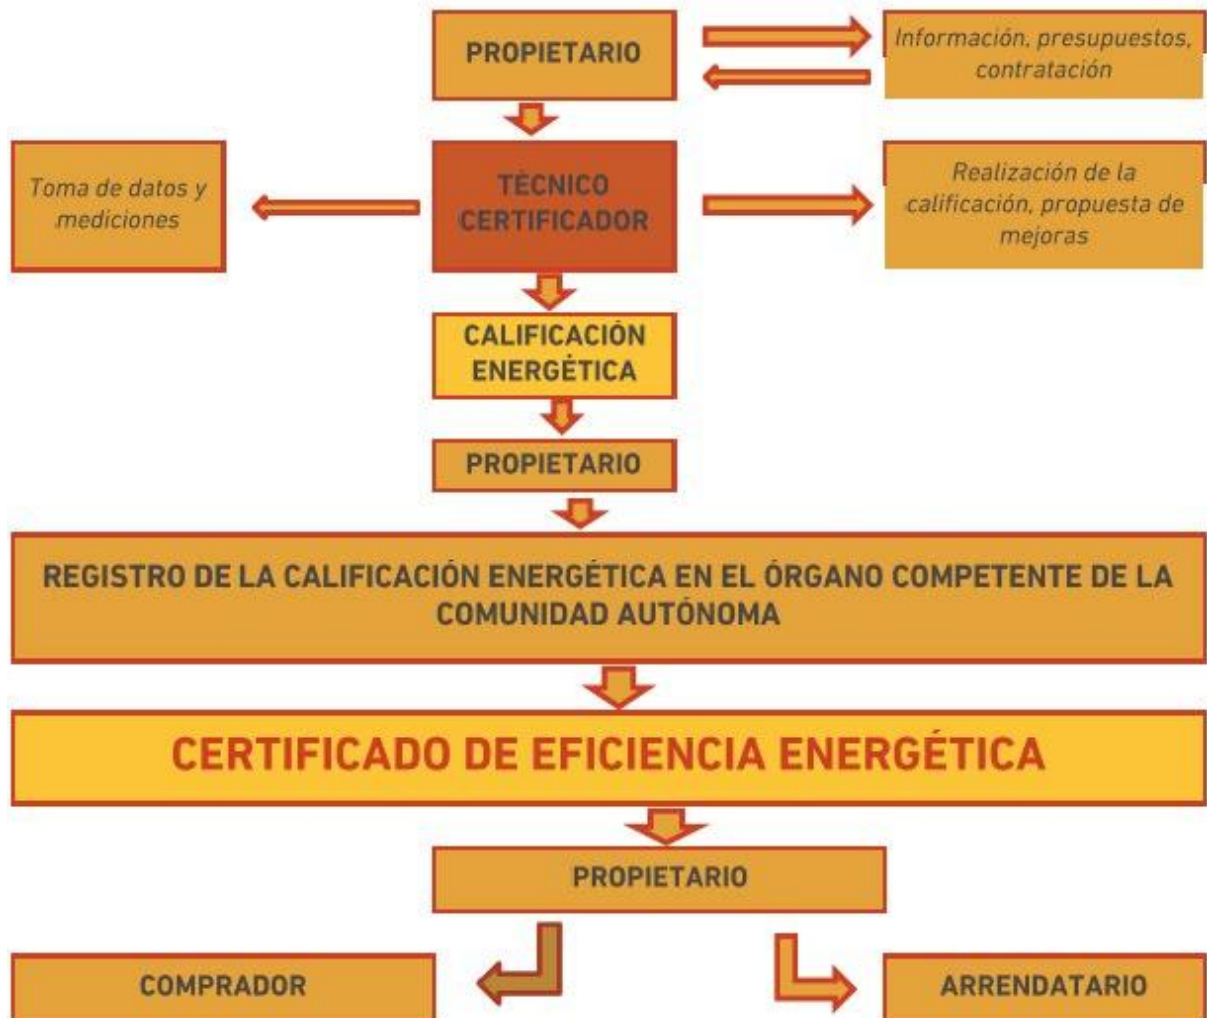 PROPIETARIO
Información, presupuestos,
contratación
Toma de datos y
mediciones
TÉCNICO
CERTIFICADOR
Realización de la
calificación, propuesta de
mejoras
CALIFICACIÓN
ENERGÉTICA
PROPIETARIO
REGISTRO DE LA CALIFICACIÓN ENERGÉTICA EN EL ÓRGANO COMPETENTE DE LA
COMUNIDAD AUTÓNOMA
CERTIFICADO DE EFICIENCIA ENERGÉTICA
PROPIETARIO
COMPRADOR
ARRENDATARIO